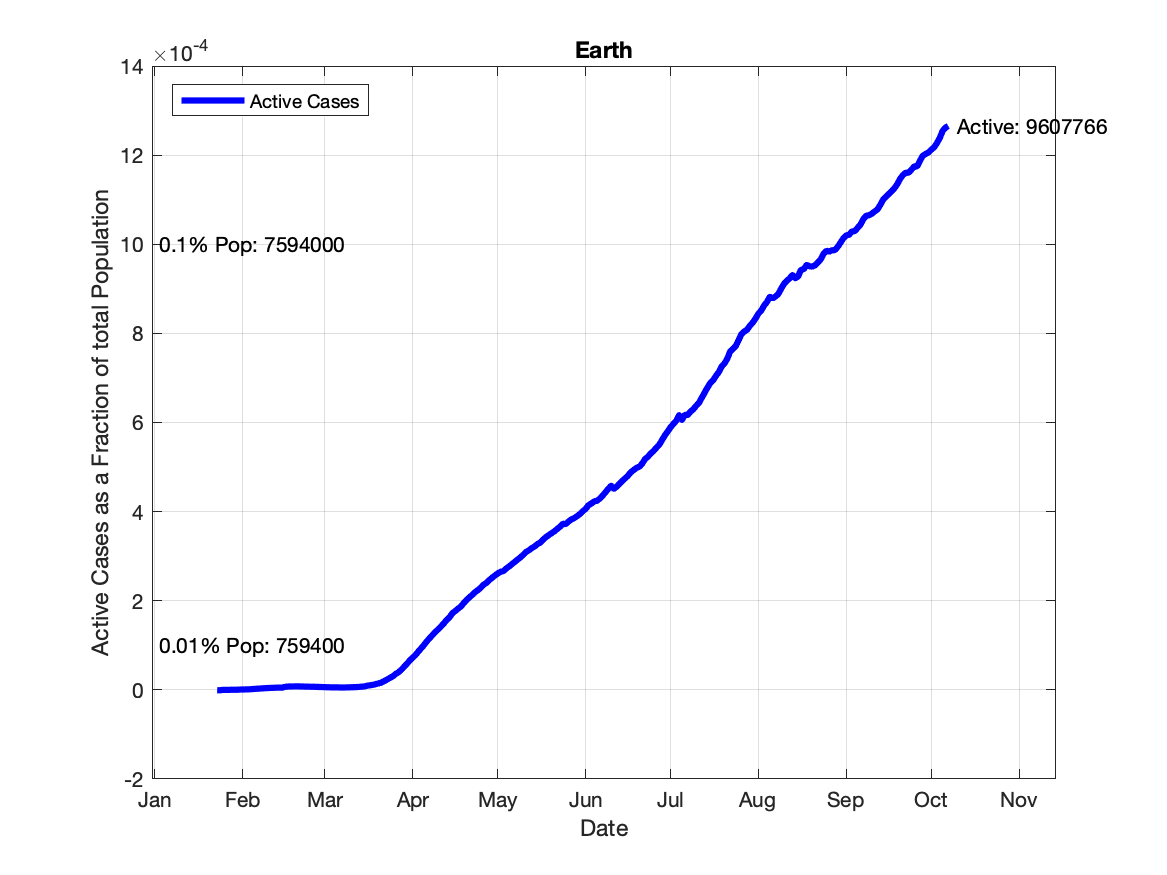 Earth
×10-4
14
12
10
8
6
4
2
0
-2
Active Cases
Active: 9607766
0.1% Pop: 7594000
0.01% Pop: 759400
Active Cases as a Fraction of total Population
Jan Feb Mar Apr May Jun Jul Aug Sep Oct Nov
Date